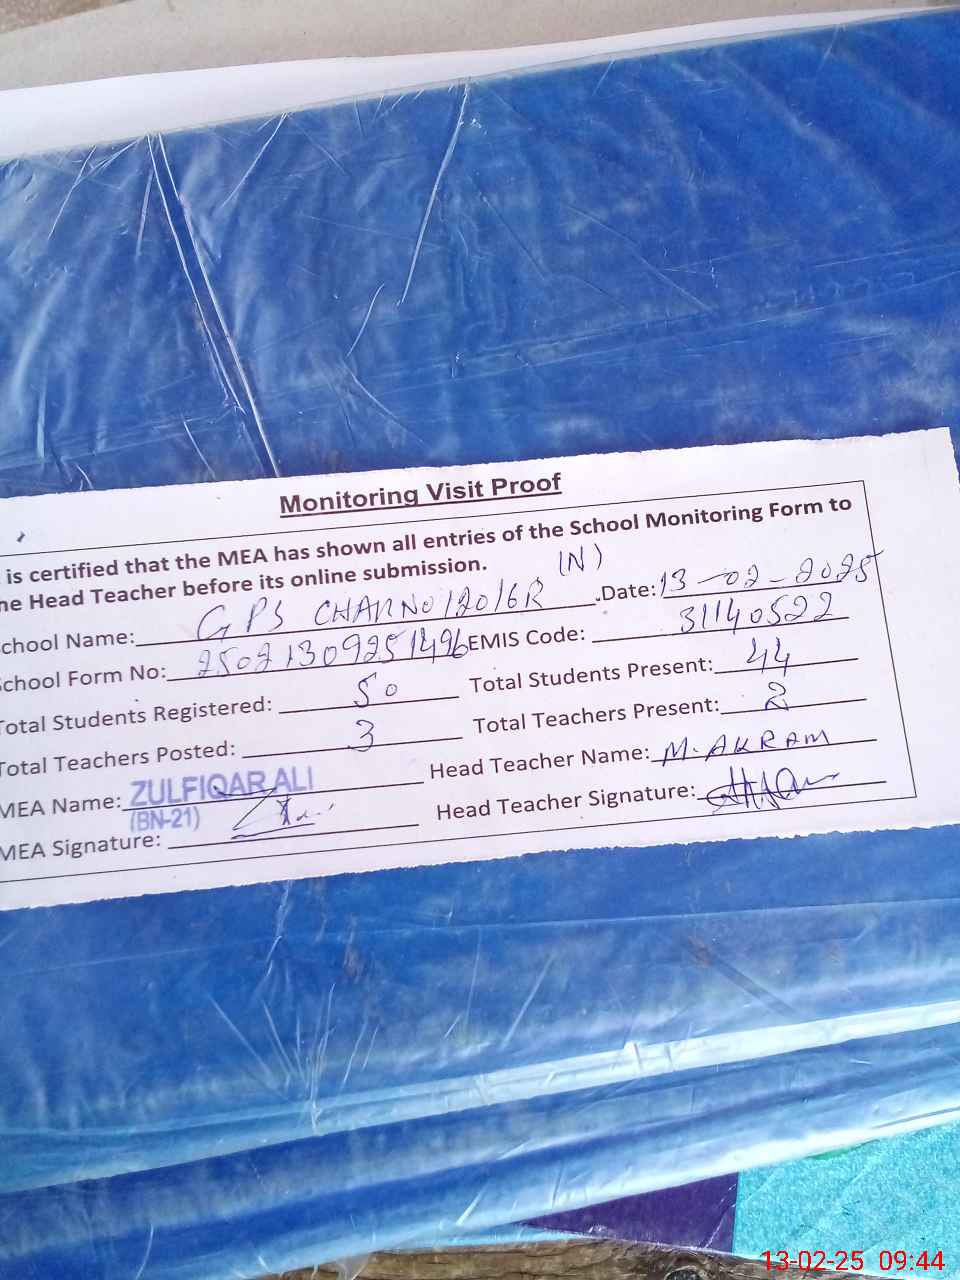 Monitoring Visit Proof
is certified that the MEA has shown all entries of the School Monitoring Form to
he Head Teacher before its online submission.
(N)
chool Name: GPS CHAK NO 120/6R .Date: 13-02-2025
chool Form No: 25021309251496 EMIS Code: 31140522
Total Students Registered: 50 Total Students Present: 44
Total Teachers Posted: 3 Total Teachers Present: 2
MEA Name: ZULFIQAR ALI Head Teacher Name: M. AKRAM
(BN-21)
MEA Signature: Head Teacher Signature:
13-02-25 09:44